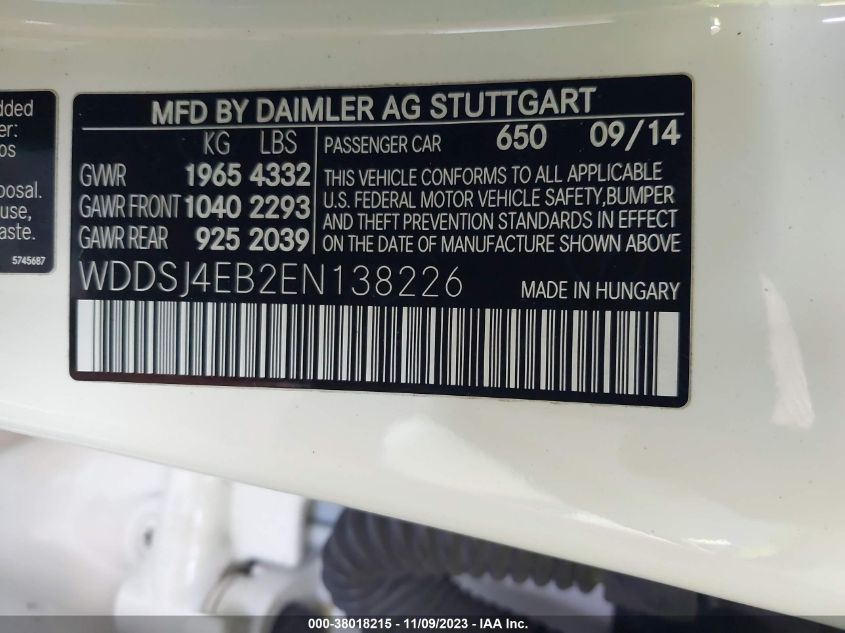 dded
er:
os
posal.
use,
aste.
5745687
MFD BY DAIMLER AG STUTTGART
KG LBS
GVWR 1965 4332
GAWR FRONT 1040 2293
GAWR REAR 925 2039
PASSENGER CAR 650 09/14
THIS VEHICLE CONFORMS TO ALL APPLICABLE
U.S. FEDERAL MOTOR VEHICLE SAFETY, BUMPER
AND THEFT PREVENTION STANDARDS IN EFFECT
ON THE DATE OF MANUFACTURE SHOWN ABOVE
WDDSJ4EB2EN138226 MADE IN HUNGARY
000-38018215 - 11/09/2023 - IAA Inc.